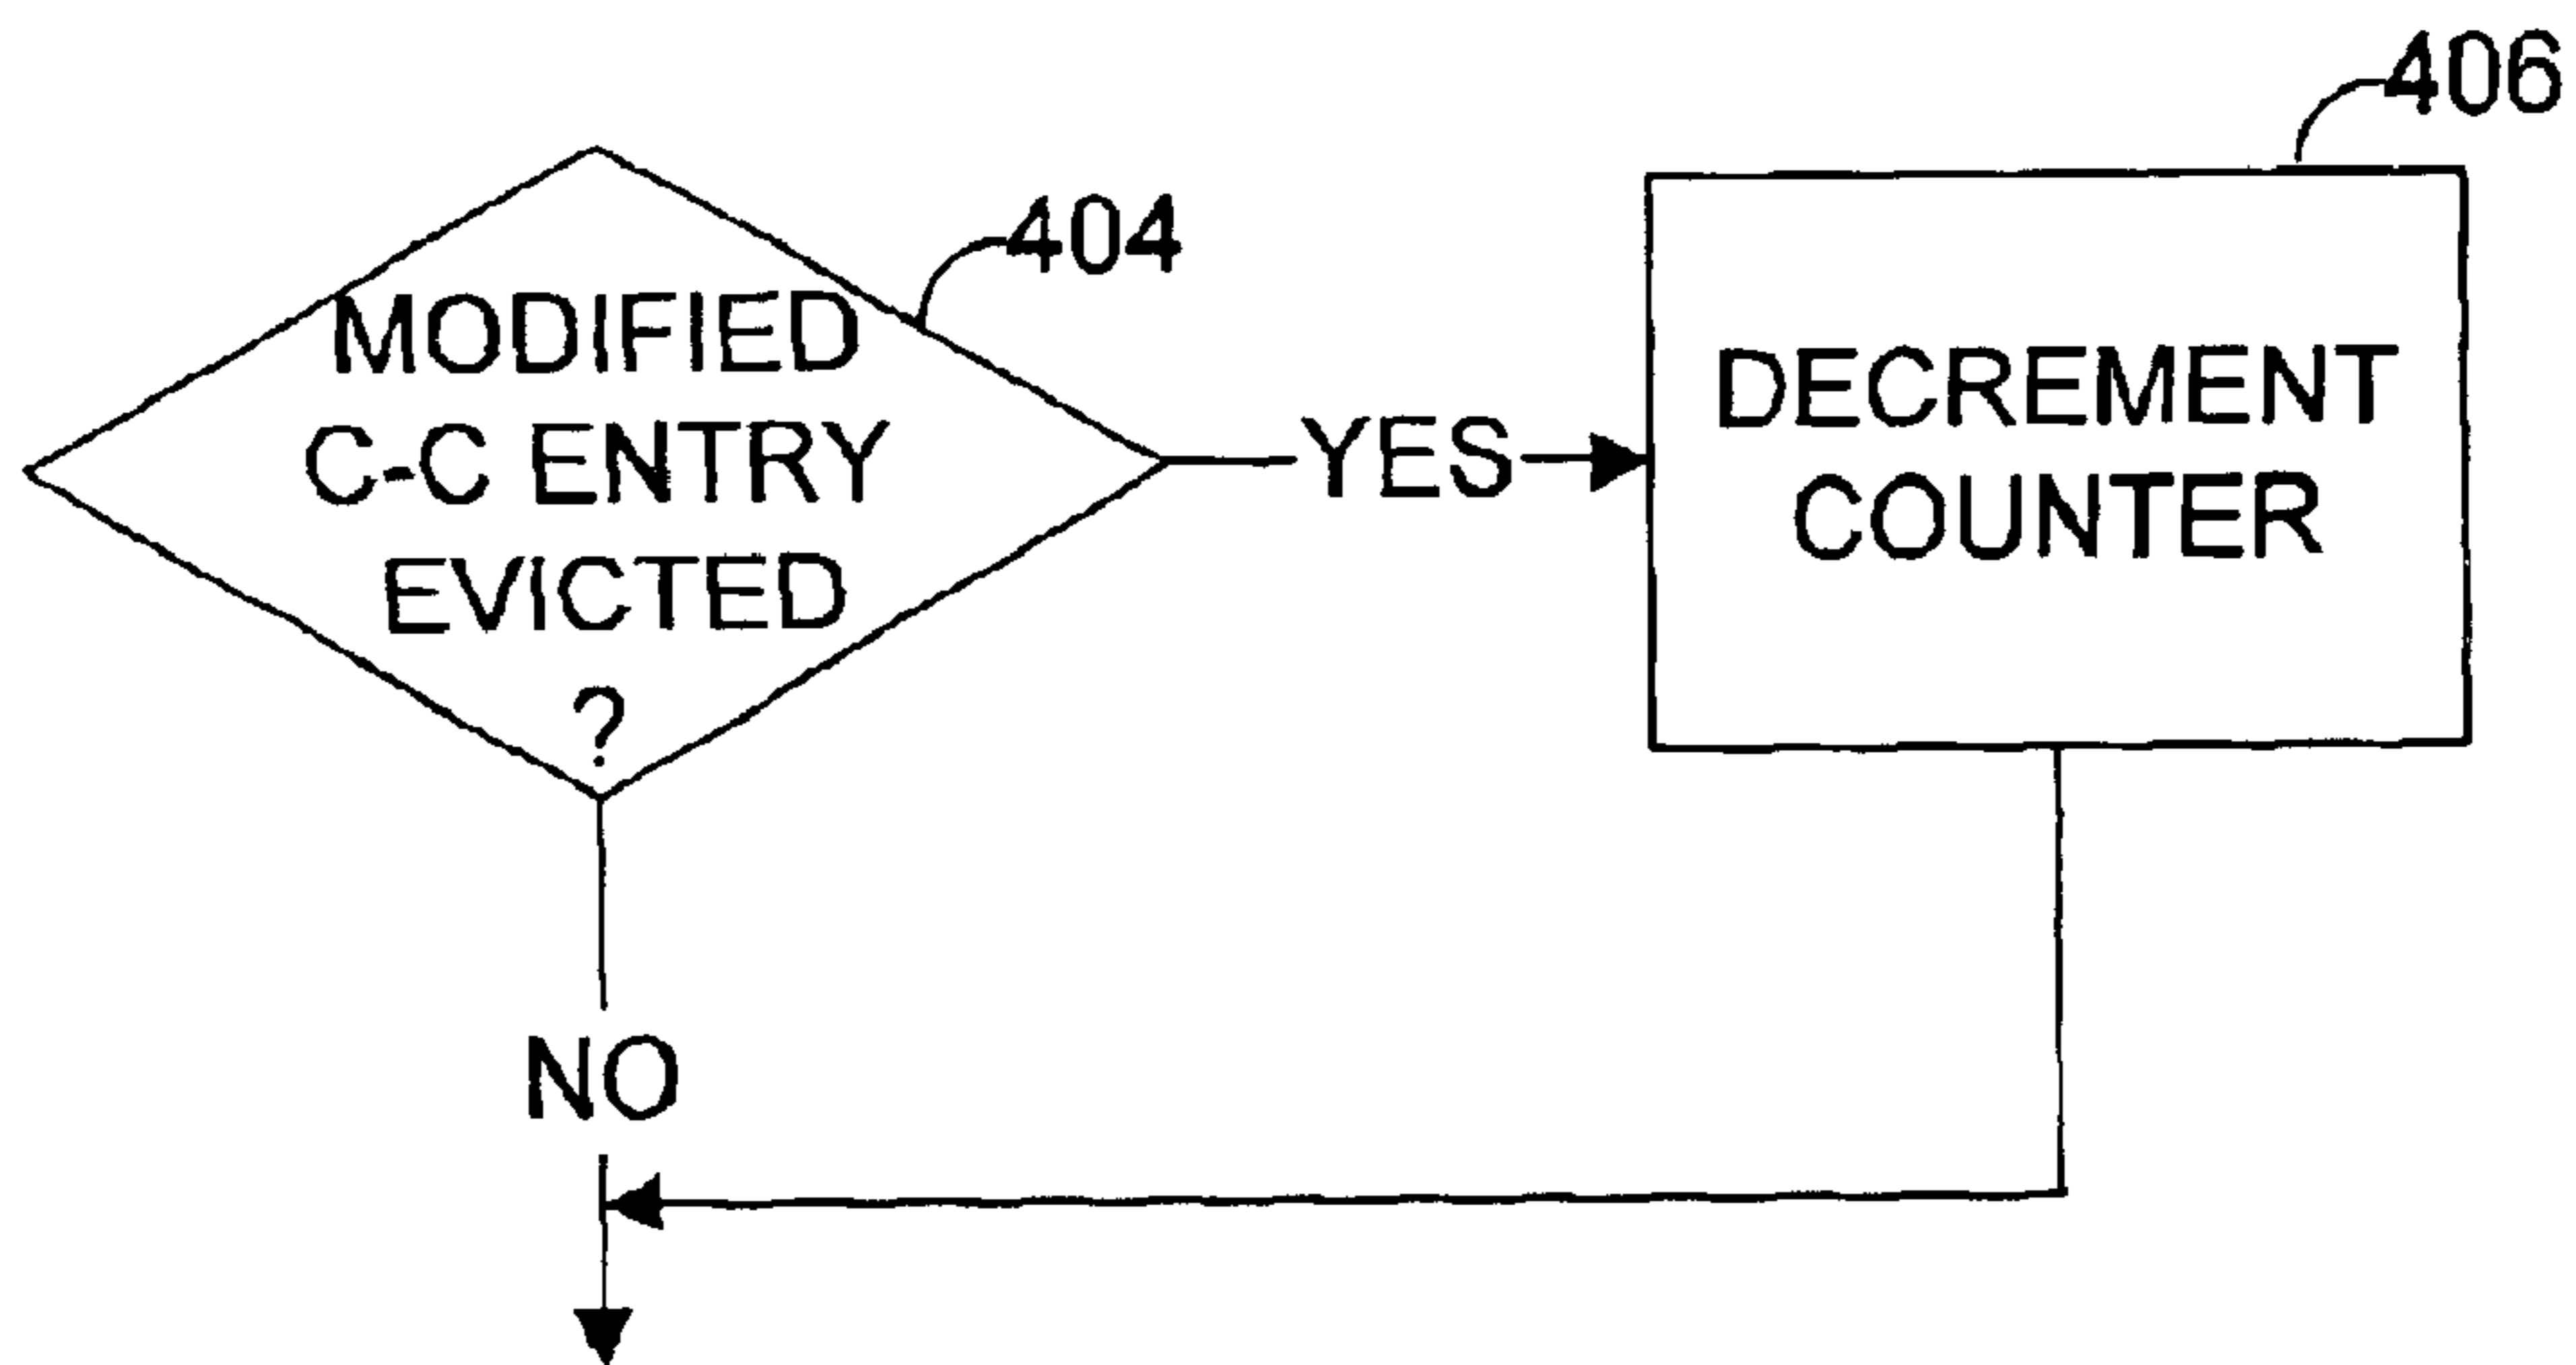 406
404
MODIFIED
C-C ENTRY
EVICTED
?
YES
DECREMENT
COUNTER
NO